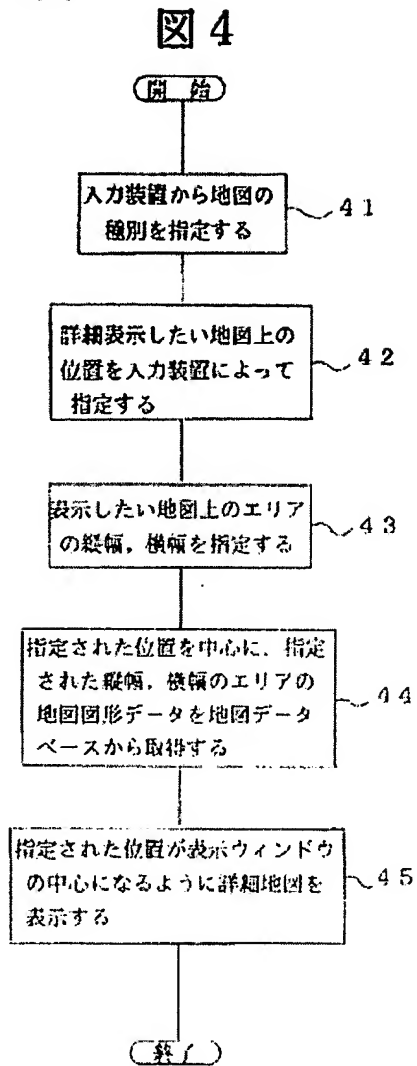 図4
開 始
入力装置から地図の
種別を指定する
41
詳細表示したい地図上の
位置を入力装置によって
指定する
42
表示したい地図上のエリア
の縦幅，横幅を指定する
43
指定された位置を中心に、指定
された縦幅，横幅のエリアの
地図図形データを地図データ
ベースから取得する
44
指定された位置が表示ウィンドウ
の中心になるように詳細地図を
表示する
45
終了